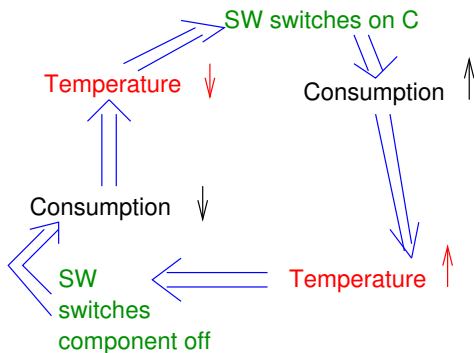 SW switches on C
Temperature
Consumption
Consumption
SW
switches
component off
Temperature